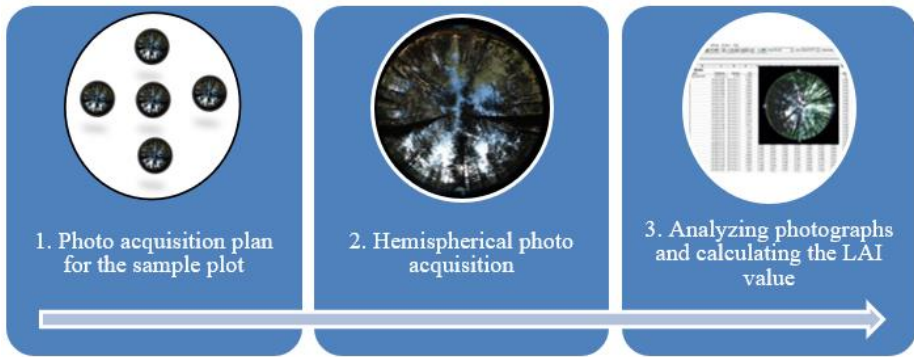 1. Photo acquisition plan
for the sample plot
2. Hemispherical photo
acquisition
3. Analyzing photographs
and calculating the LAI
value